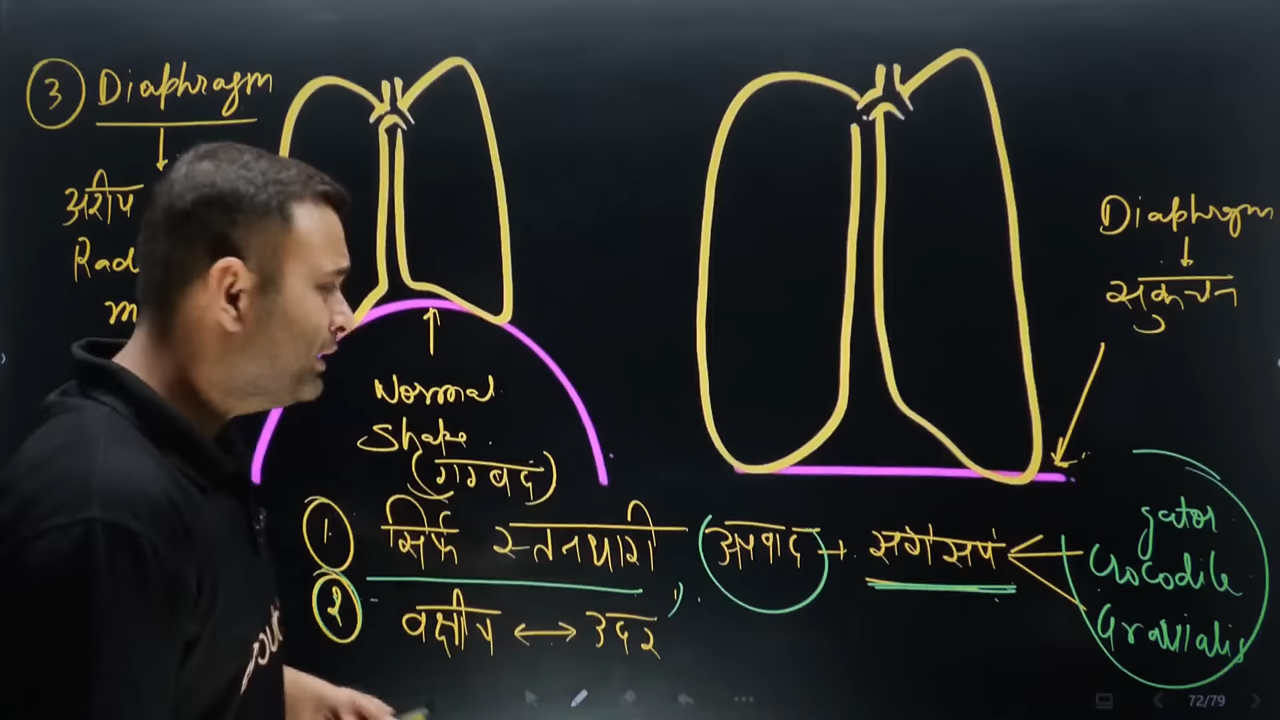 3 Diaphragm
अरीय
Rad
m
Normal
Shape
(गुम्बद)
Diaphragm
संकुचन
1 सिर्फ स्तनधारी (अपवाद → सरीसृप
gator
Crocodile
Gravialis
2 वक्षीय ↔ उदर
72/79